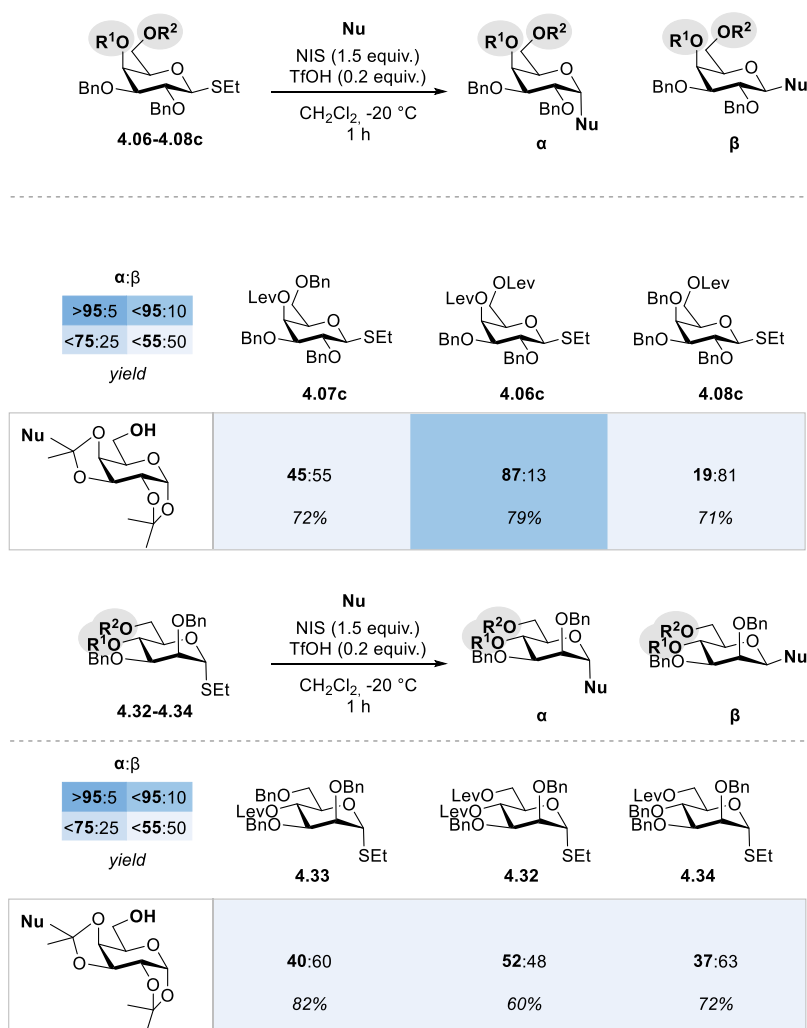 R¹O OR²
O
BnO SEt
BnO
4.06-4.08c
Nu
NIS (1.5 equiv.)
TfOH (0.2 equiv.)
CH₂Cl₂, -20 °C
1 h
R¹O OR²
O
BnO
BnO
Nu
α
R¹O OR²
O Nu
BnO
BnO
β
α:β
>95:5 <95:10
<75:25 <55:50
yield
OBn
LevO
O
BnO SEt
OBn
4.07c
OLev
LevO
O
BnO SEt
BnO
4.06c
OLev
BnO
O
BnO SEt
BnO
4.08c
Nu
O OH
O
O
O
O
45:55
72%
87:13
79%
19:81
71%
R²O OBn
R¹O O
BnO
SEt
4.32-4.34
Nu
NIS (1.5 equiv.)
TfOH (0.2 equiv.)
CH₂Cl₂, -20 °C
1 h
R²O OBn
R¹O O
BnO
Nu
α
R²O OBn
R¹O O
BnO Nu
β
α:β
>95:5 <95:10
<75:25 <55:50
yield
BnO OBn
LevO O
BnO
SEt
4.33
LevO OBn
LevO O
BnO
SEt
4.32
LevO OBn
BnO O
BnO
SEt
4.34
Nu
O OH
O
O
O
O
40:60
82%
52:48
60%
37:63
72%